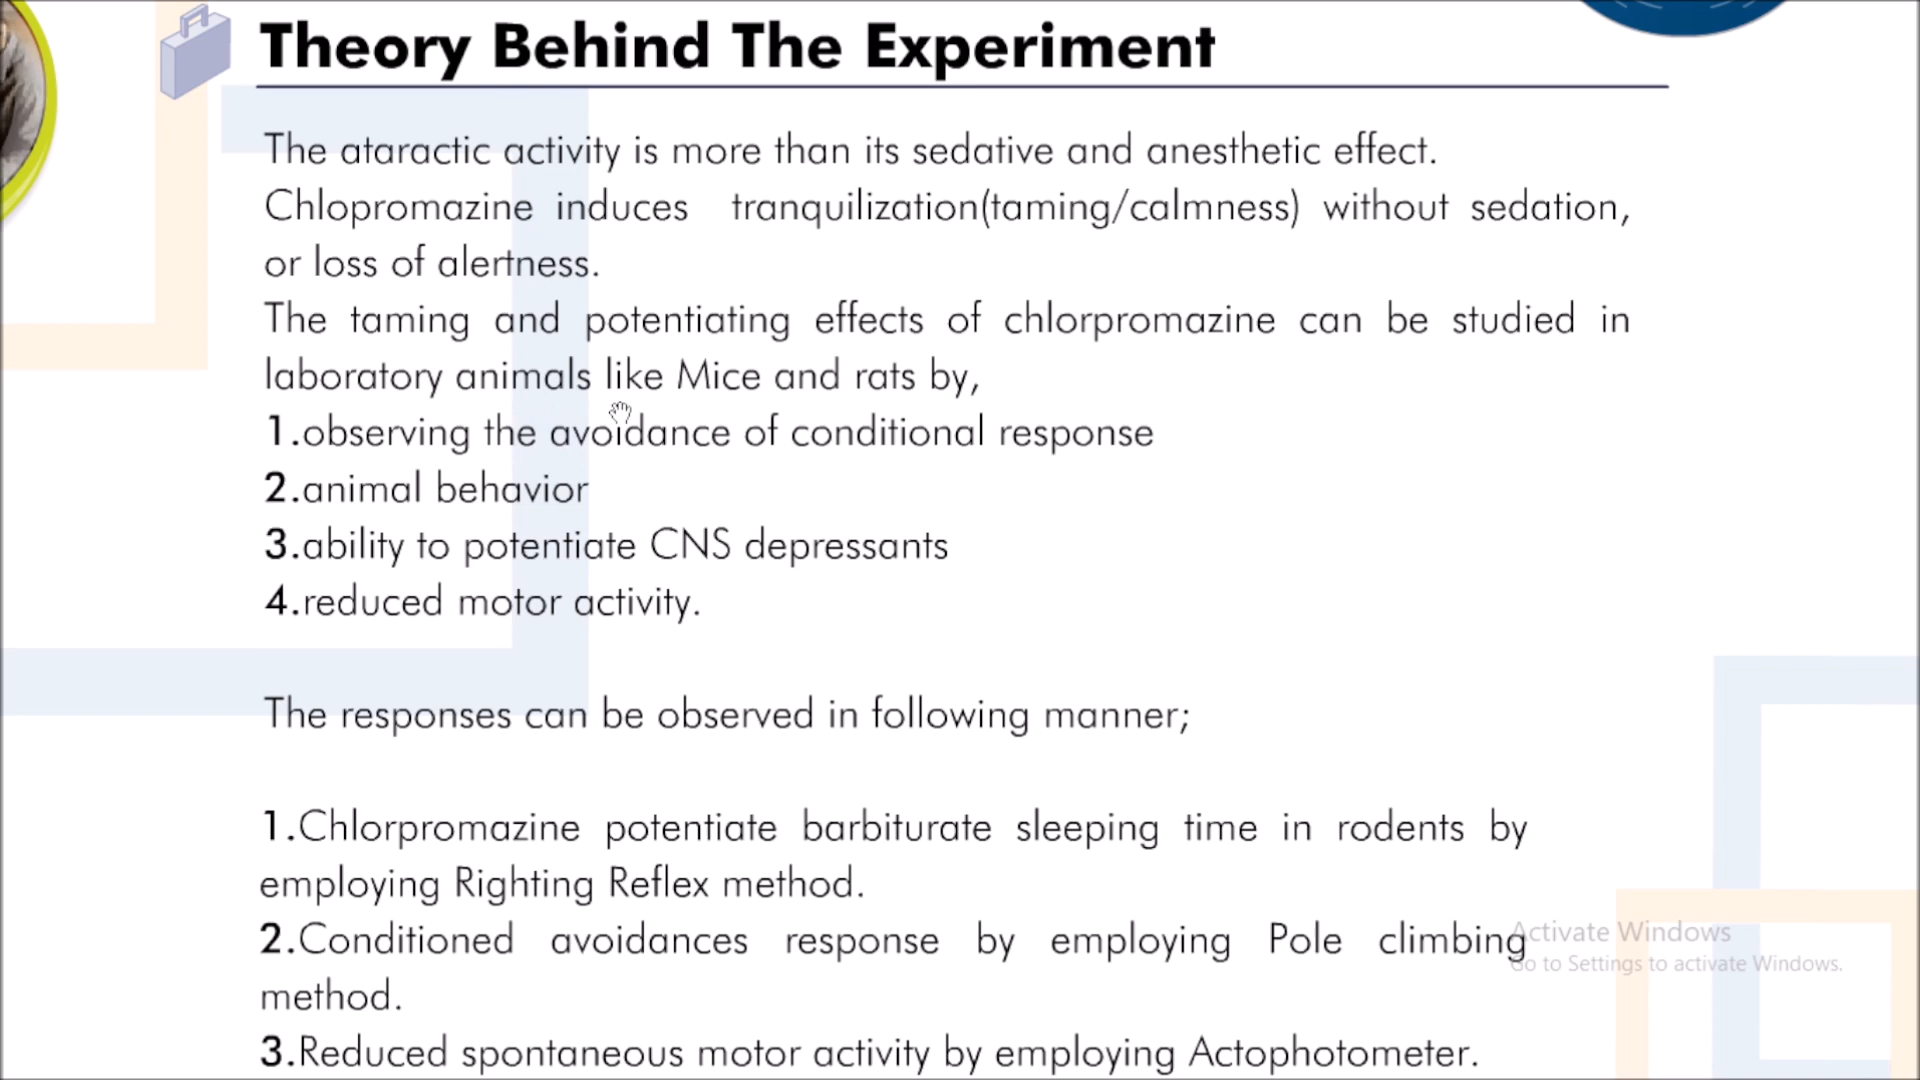 Theory Behind The Experiment
The ataractic activity is more than its sedative and anesthetic effect.
Chlopromazine induces tranquilization(taming/calmness) without sedation,
or loss of alertness.
The taming and potentiating effects of chlorpromazine can be studied in
laboratory animals like Mice and rats by,
1.observing the avoidance of conditional response
2.animal behavior
3.ability to potentiate CNS depressants
4.reduced motor activity.
The responses can be observed in following manner;
1.Chlorpromazine potentiate barbiturate sleeping time in rodents by
employing Righting Reflex method.
2.Conditioned avoidances response by employing Pole climbing
method.
3.Reduced spontaneous motor activity by employing Actophotometer.
Activate Windows
Go to Settings to activate Windows.